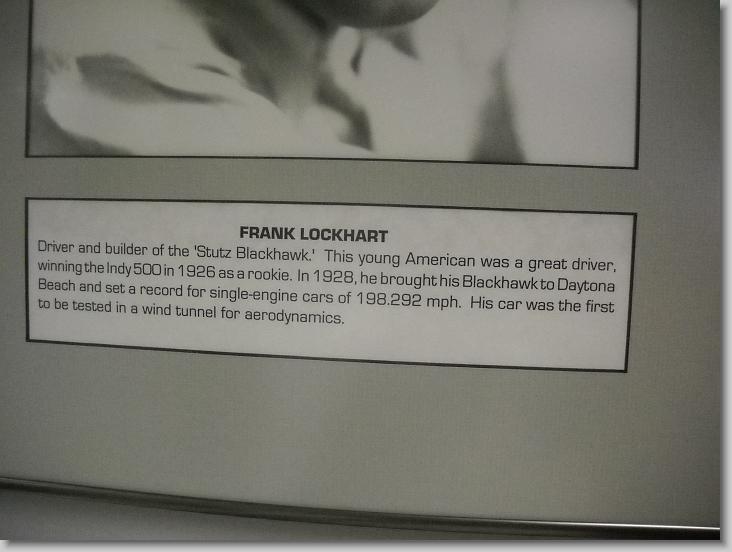 FRANK LOCKHART
Driver and builder of the 'Stutz Blackhawk.' This young American was a great driver,
winning the Indy 500 in 1926 as a rookie. In 1928, he brought his Blackhawk to Daytona
Beach and set a record for single-engine cars of 198.292 mph. His car was the first
to be tested in a wind tunnel for aerodynamics.